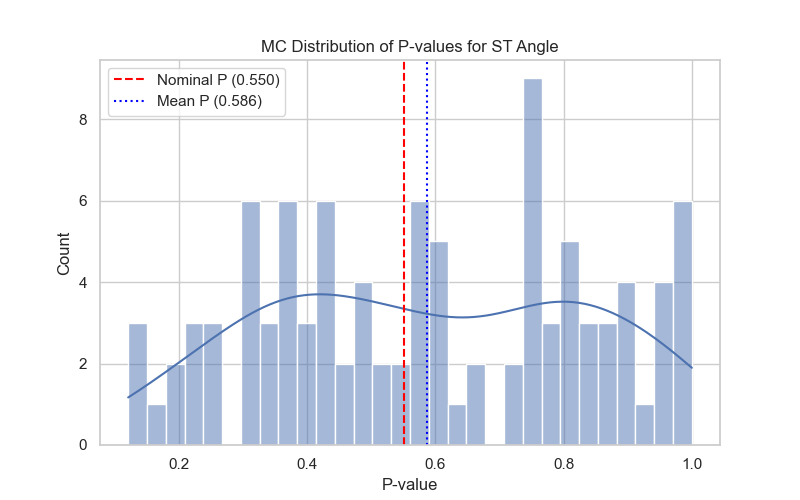 MC Distribution of P-values for ST Angle
Nominal P (0.550)
Mean P (0.586)
Count
8
6
4
2
0
0.2 0.4 0.6 0.8 1.0
P-value